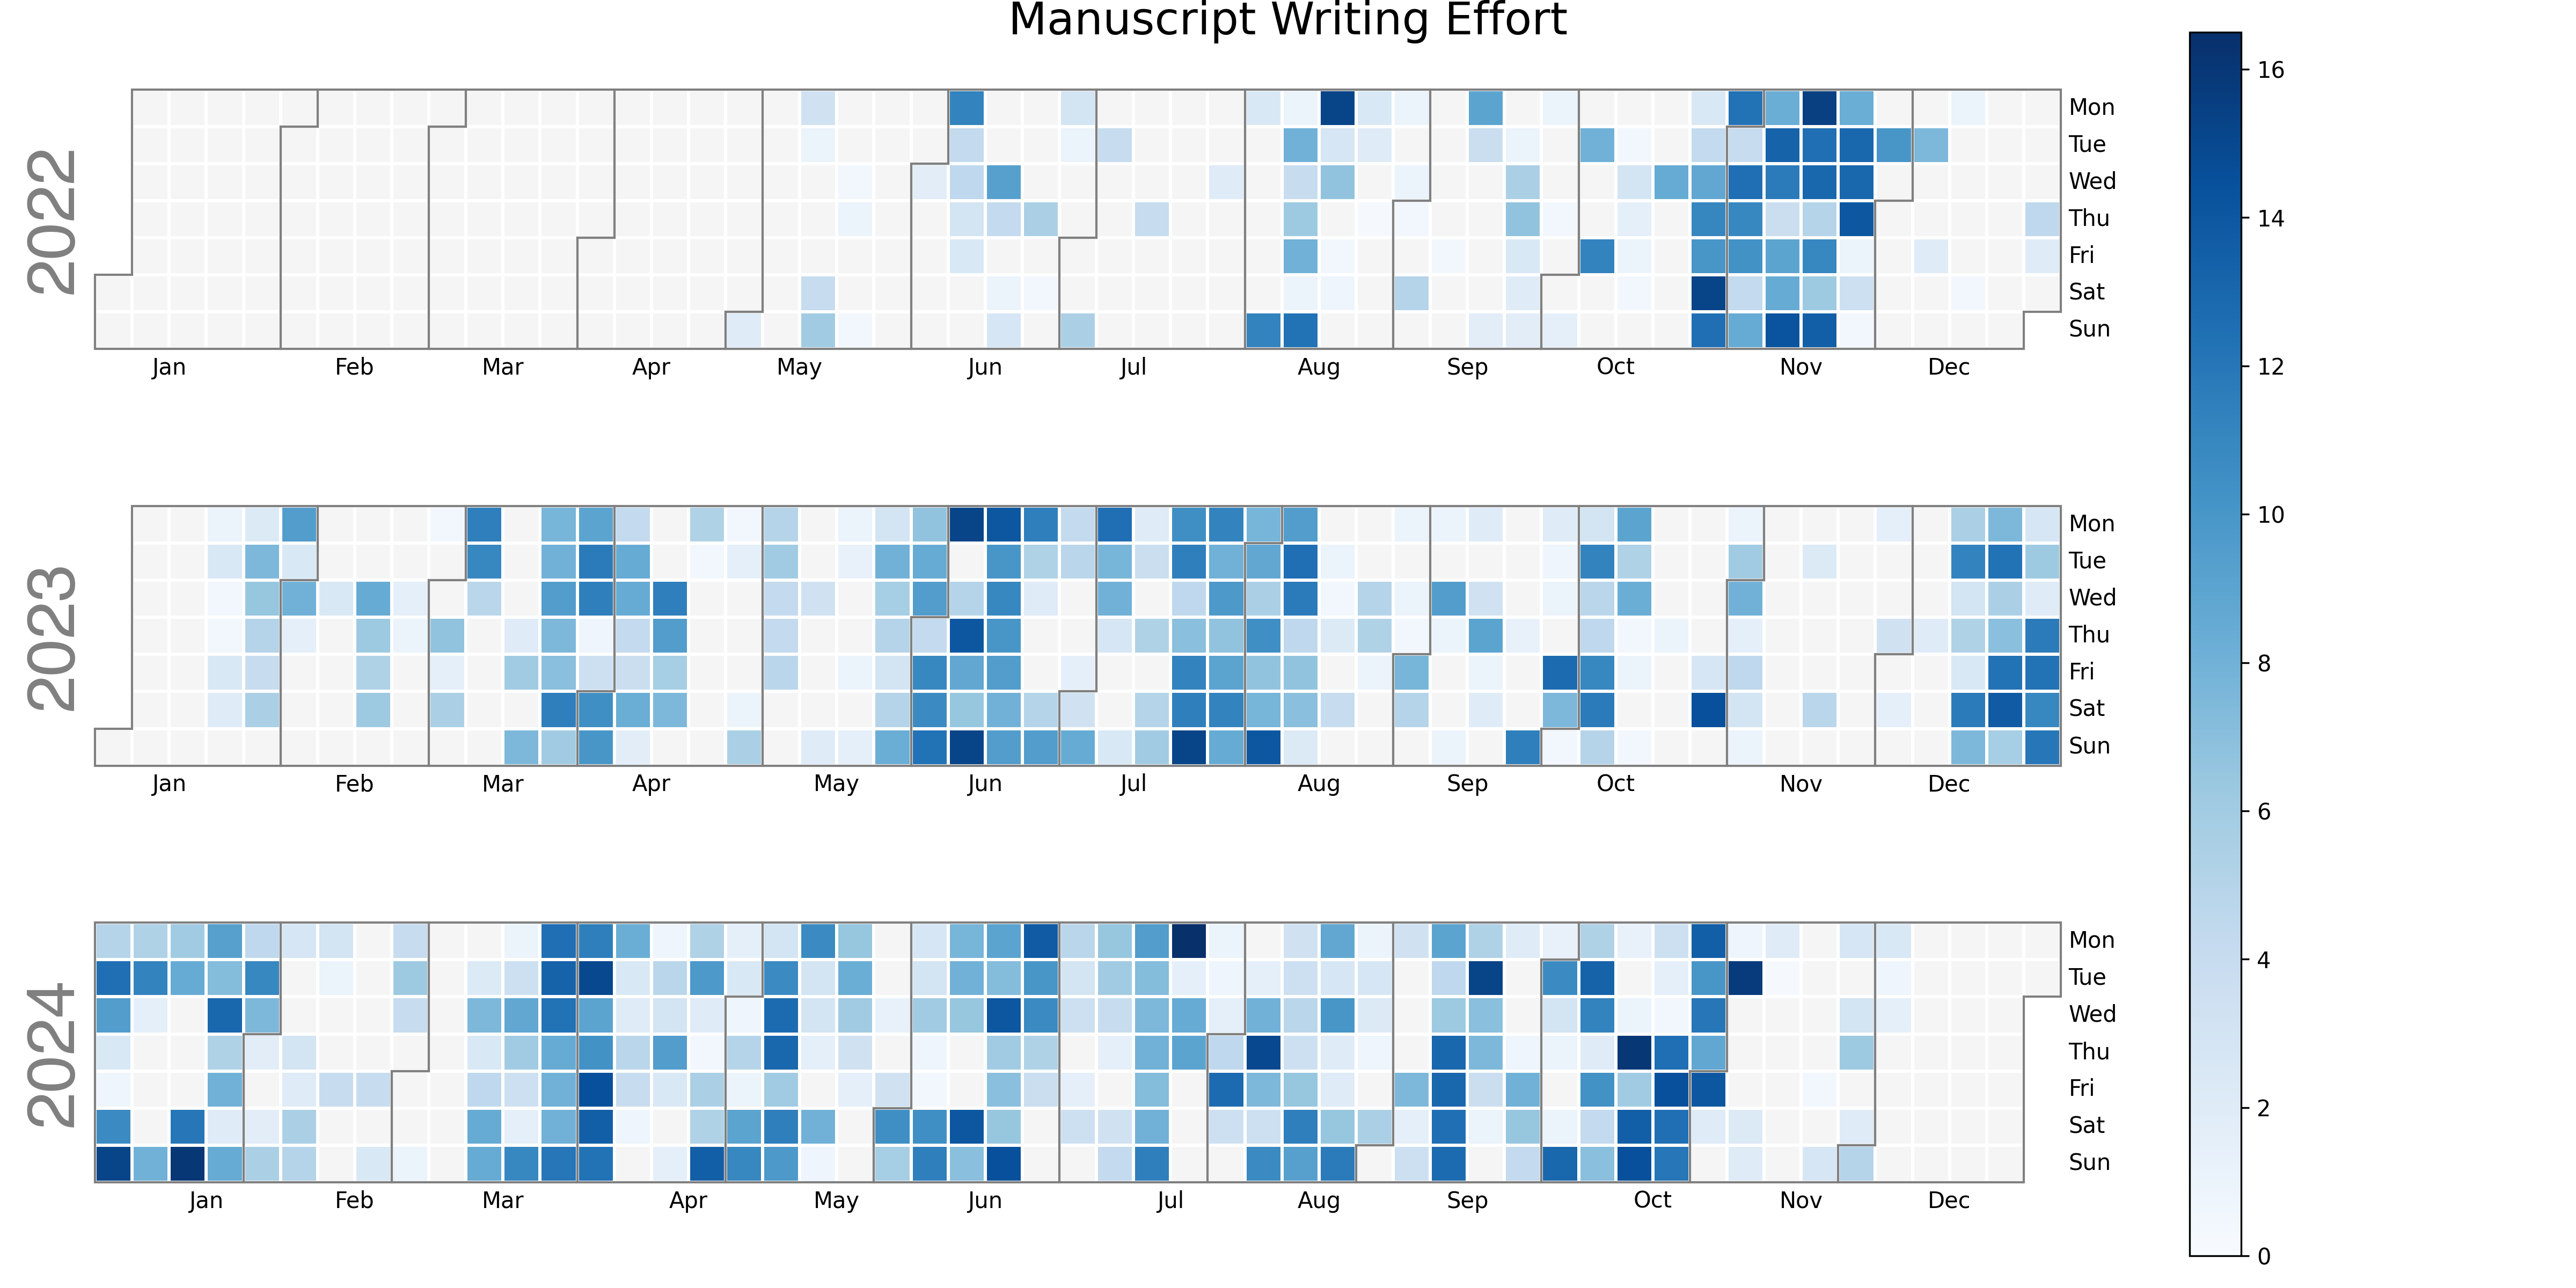 Manuscript Writing Effort
2022
Mon
Tue
Wed
Thu
Fri
Sat
Sun
Jan Feb Mar Apr May Jun Jul Aug Sep Oct Nov Dec
2023
Mon
Tue
Wed
Thu
Fri
Sat
Sun
Jan Feb Mar Apr May Jun Jul Aug Sep Oct Nov Dec
2024
Mon
Tue
Wed
Thu
Fri
Sat
Sun
Jan Feb Mar Apr May Jun Jul Aug Sep Oct Nov Dec
16
14
12
10
8
6
4
2
0